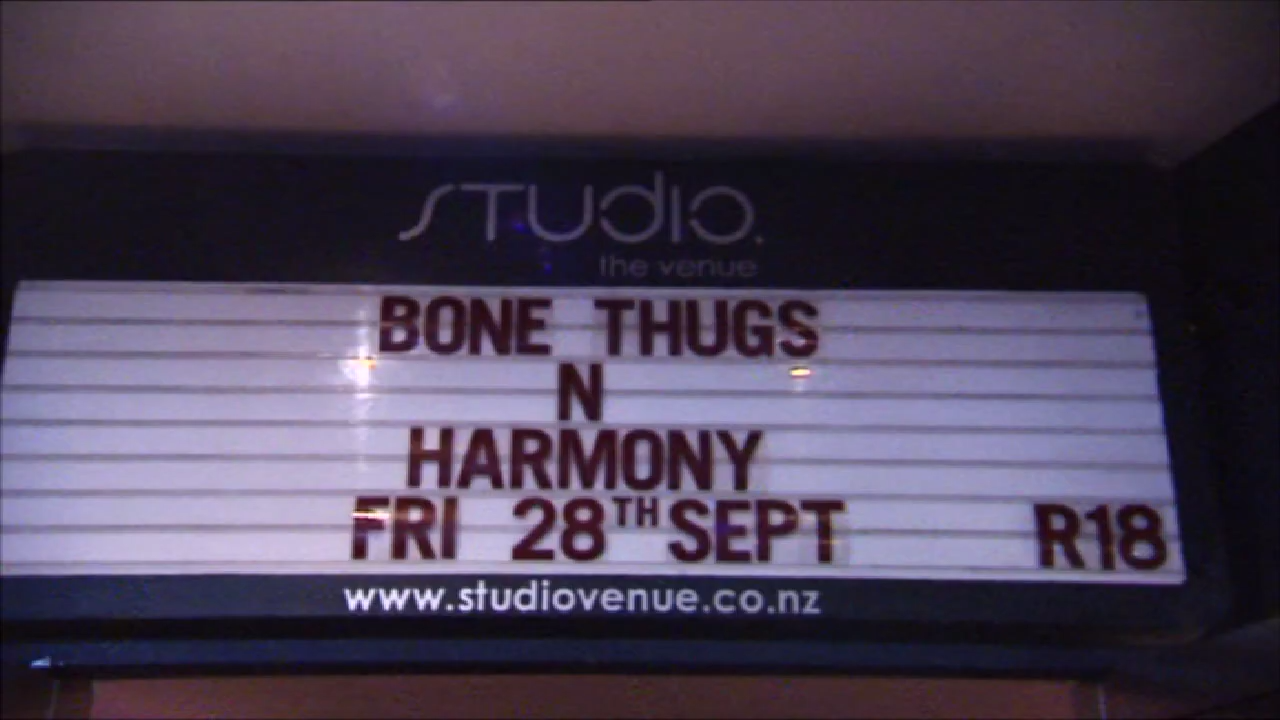 STUDIO.
the venue
BONE THUGS
N
HARMONY
FRI 28TH SEPT R18
www.studiovenue.co.nz